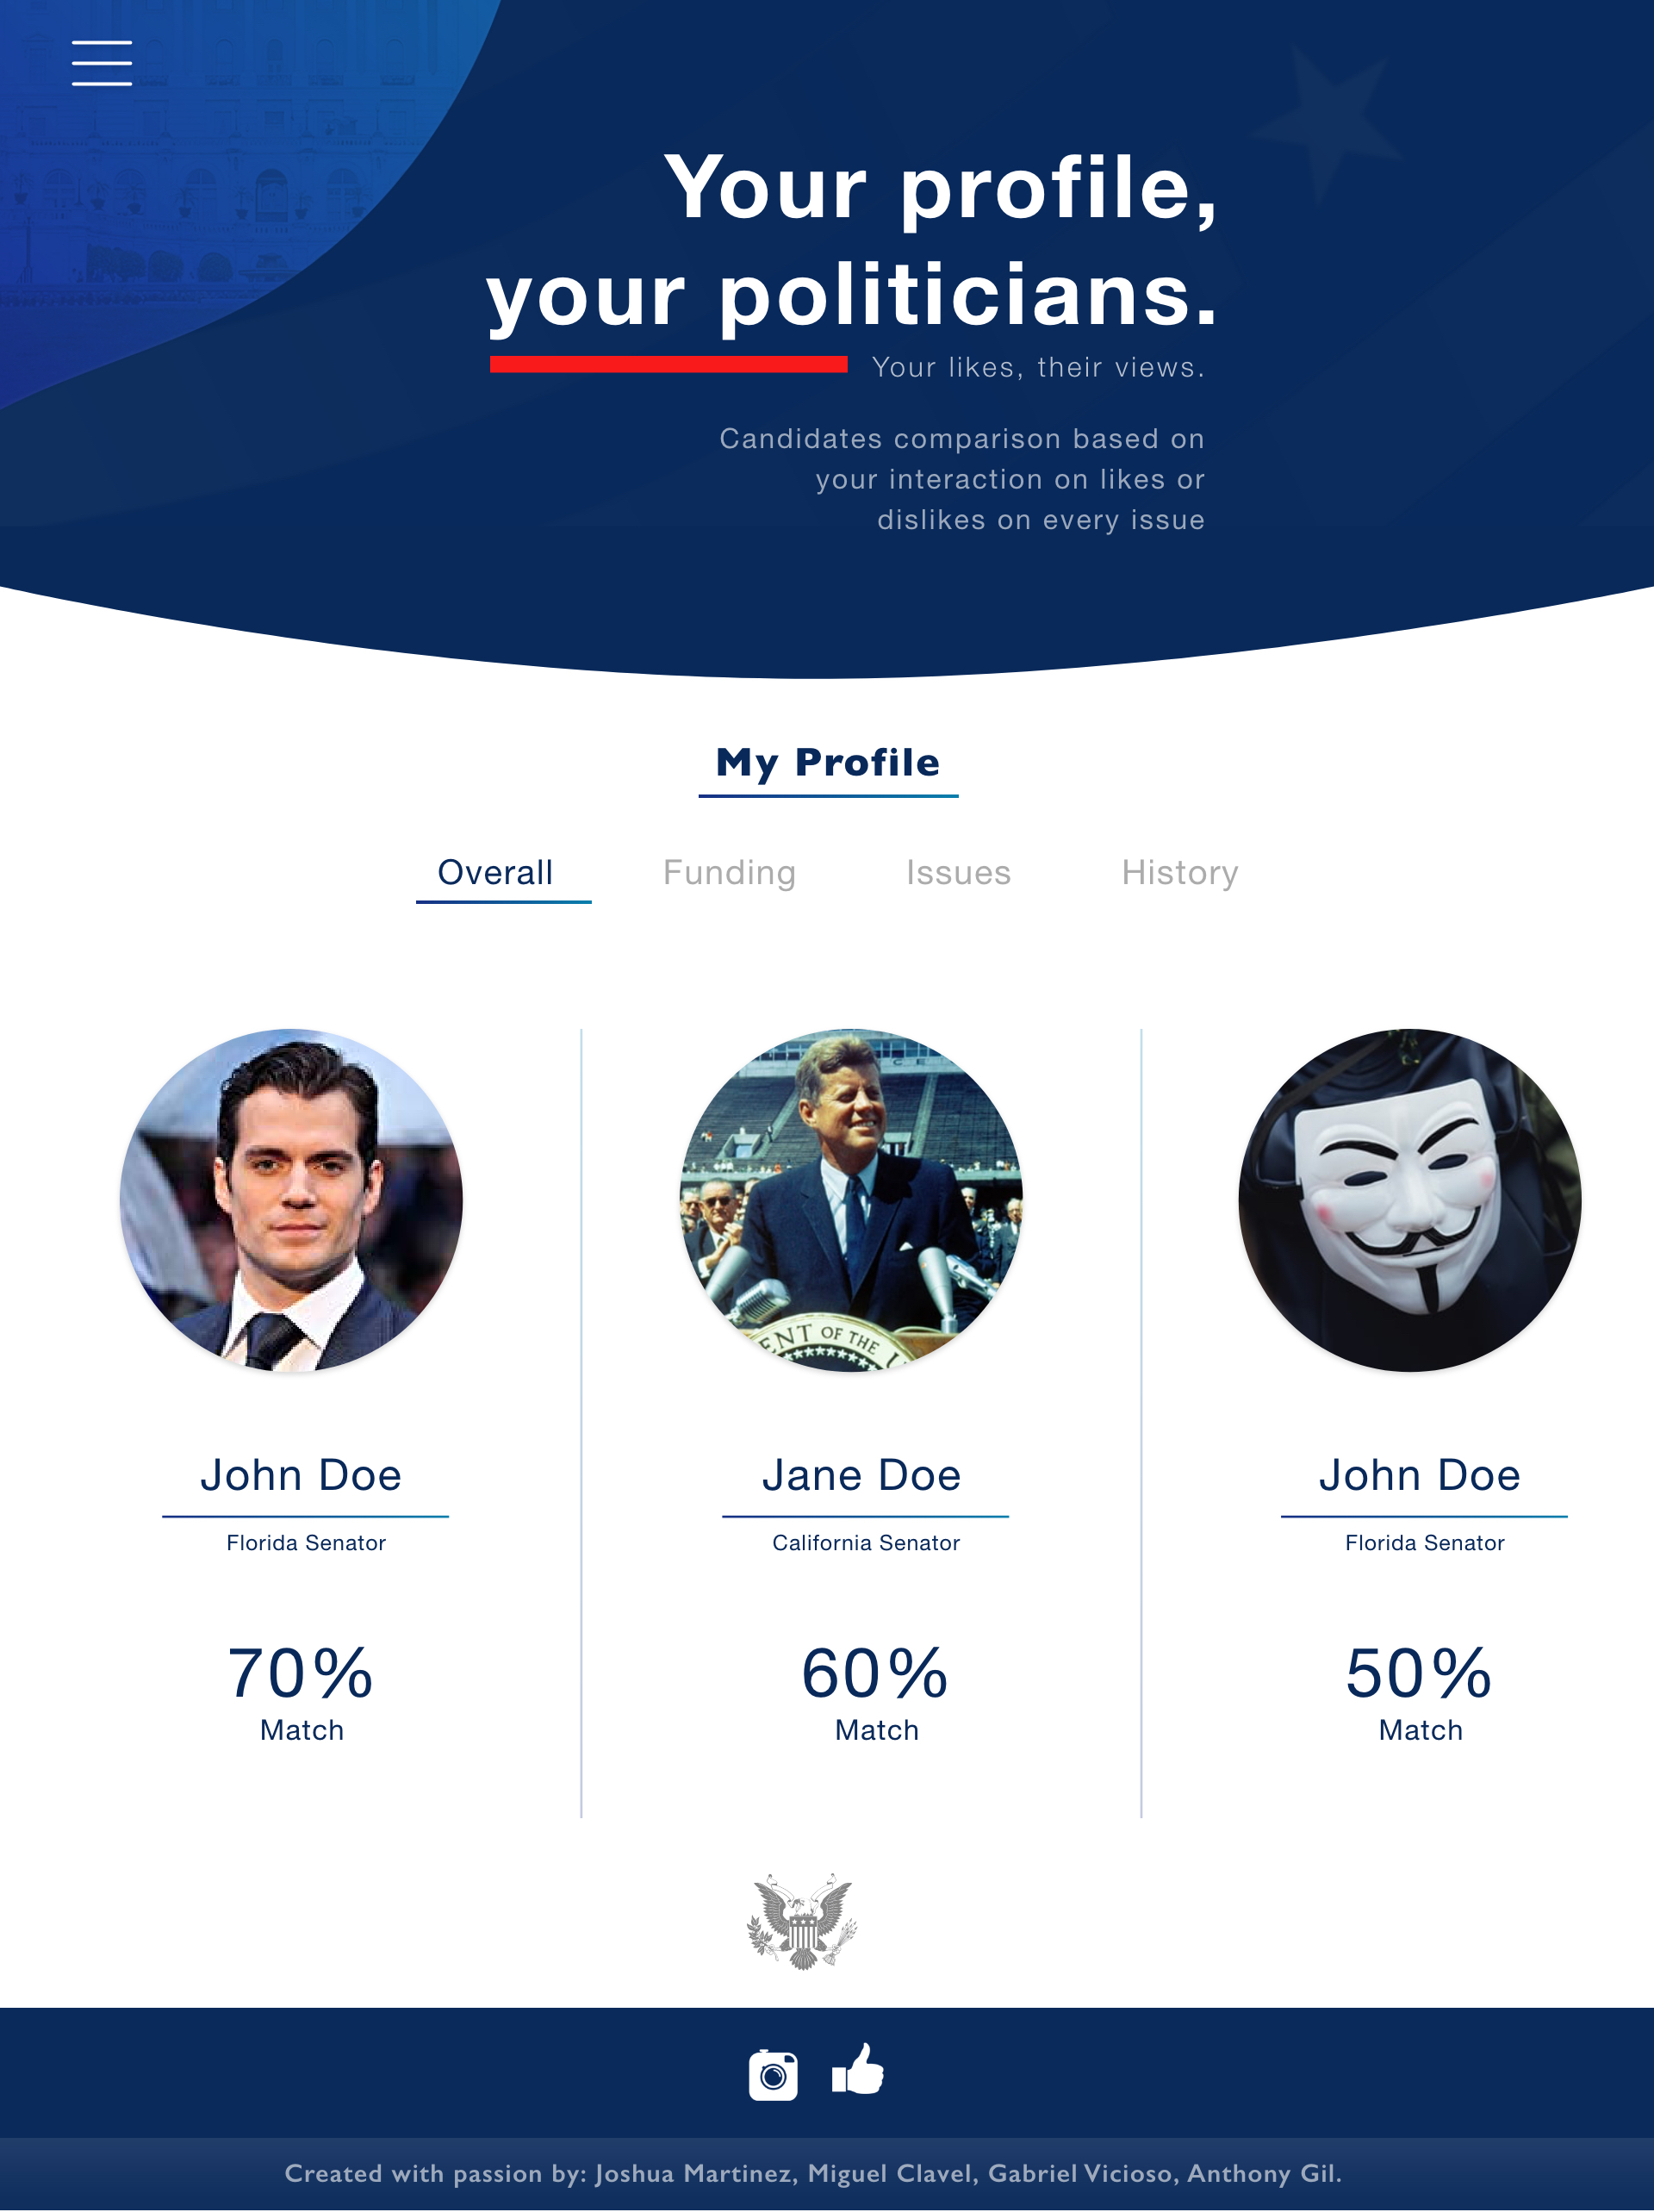 Your profile,
your politicians.
Your likes, their views.
Candidates comparison based on
your interaction on likes or
dislikes on every issue
My Profile
Overall Funding Issues History
ENT OF THE U
John Doe
Florida Senator
70%
Match
Jane Doe
California Senator
60%
Match
John Doe
Florida Senator
50%
Match
Created with passion by: Joshua Martinez, Miguel Clavel, Gabriel Vicioso, Anthony Gil.